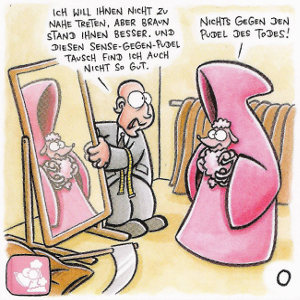 ICH WILL IHNEN NICHT ZU
NAHE TRETEN, ABER BRAUN
STAND IHNEN BESSER. UND
DIESEN SENSE-GEGEN-PUDEL
TAUSCH FIND ICH AUCH
NICHT SO GUT.
NICHTS GEGEN DEN
PUDEL DES TODES!
O